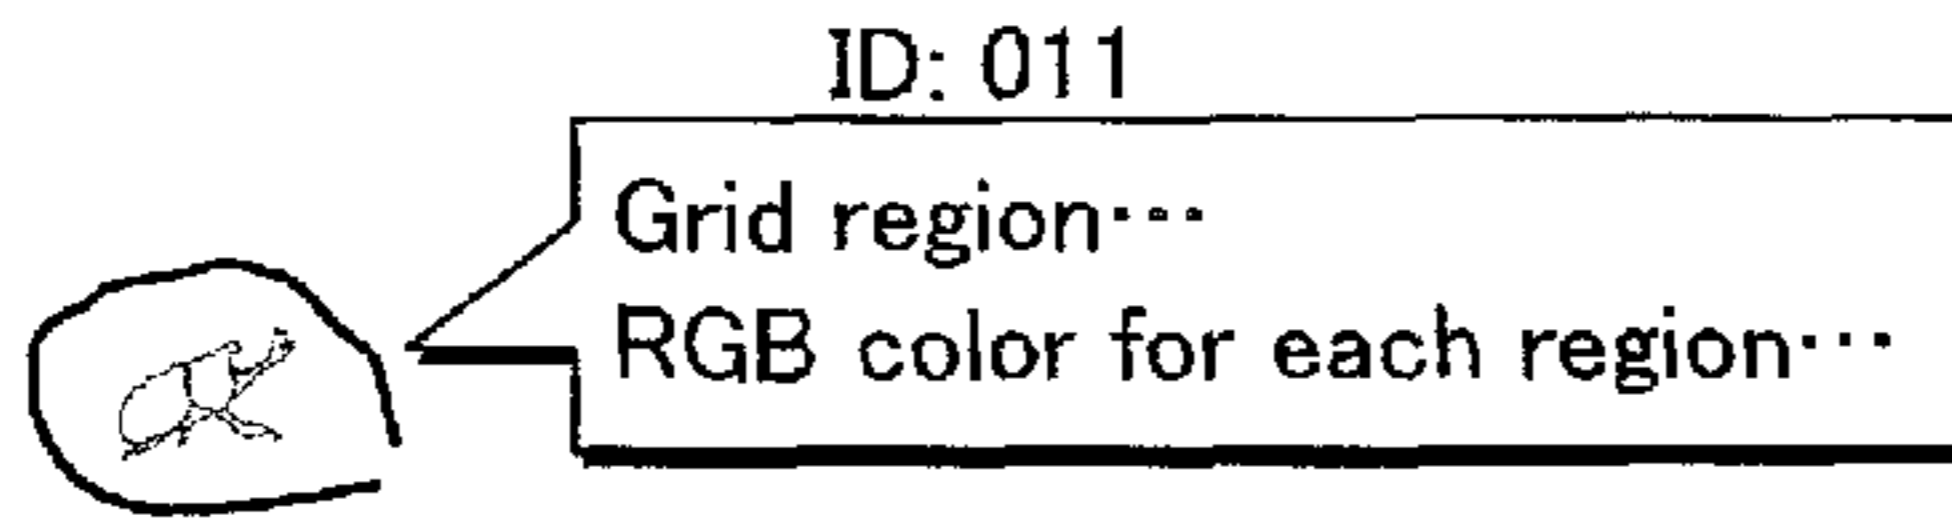 ID: 011
Grid region···
RGB color for each region···